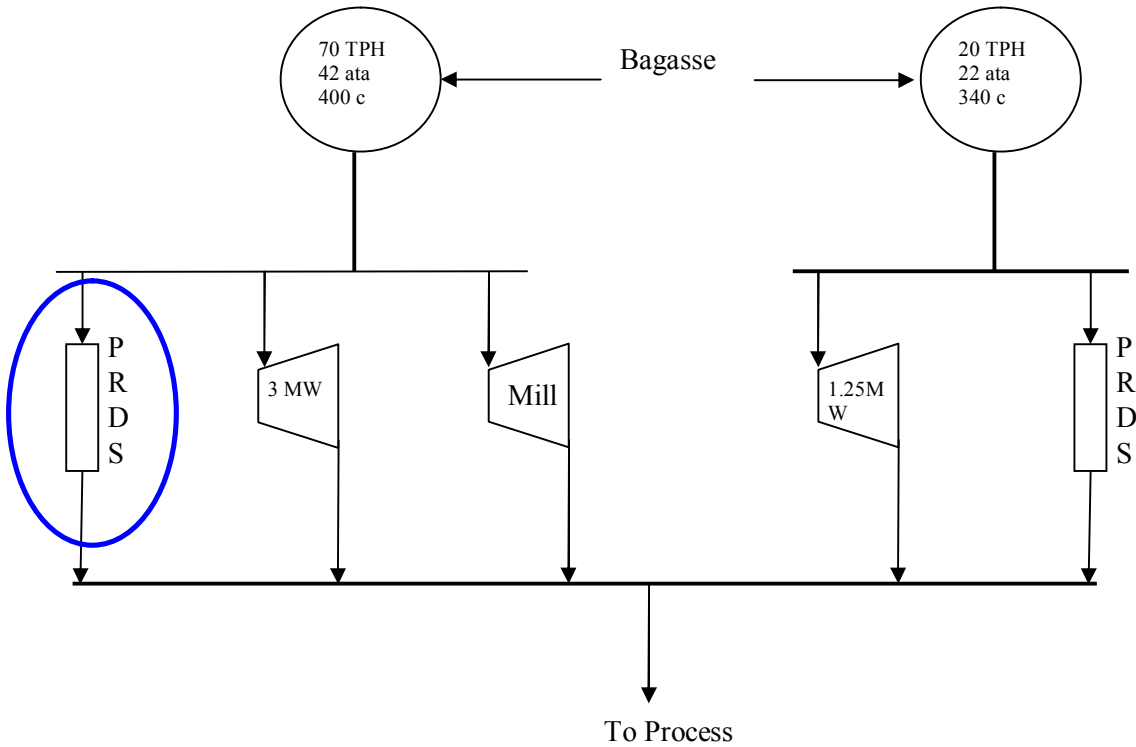 70 TPH
42 ata
400 c
Bagasse
20 TPH
22 ata
340 c
P
R
D
S
3 MW
Mill
1.25M
W
P
R
D
S
To Process